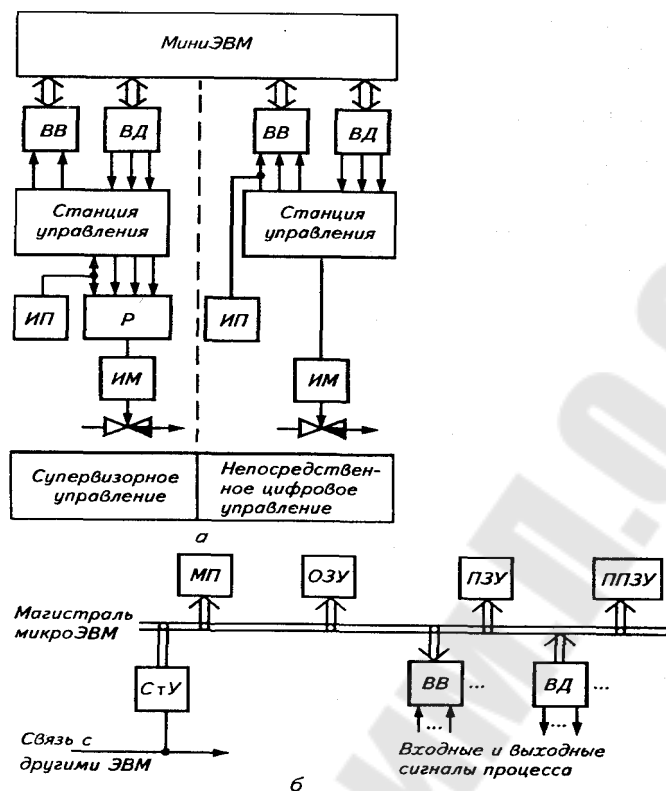 МиниЭВМ
ВВ
ВД
ВВ
ВД
Станция
управления
Станция
управления
ИП
Р
ИП
ИМ
ИМ
Супервизорное
управление
Непосредствен-
ное цифровое
управление
а
МП
ОЗУ
ПЗУ
ППЗУ
Магистраль
микроЭВМ
СтУ
ВВ
...
ВД
...
...
...
Связь с
другими ЭВМ
Входные и выходные
сигналы процесса
б